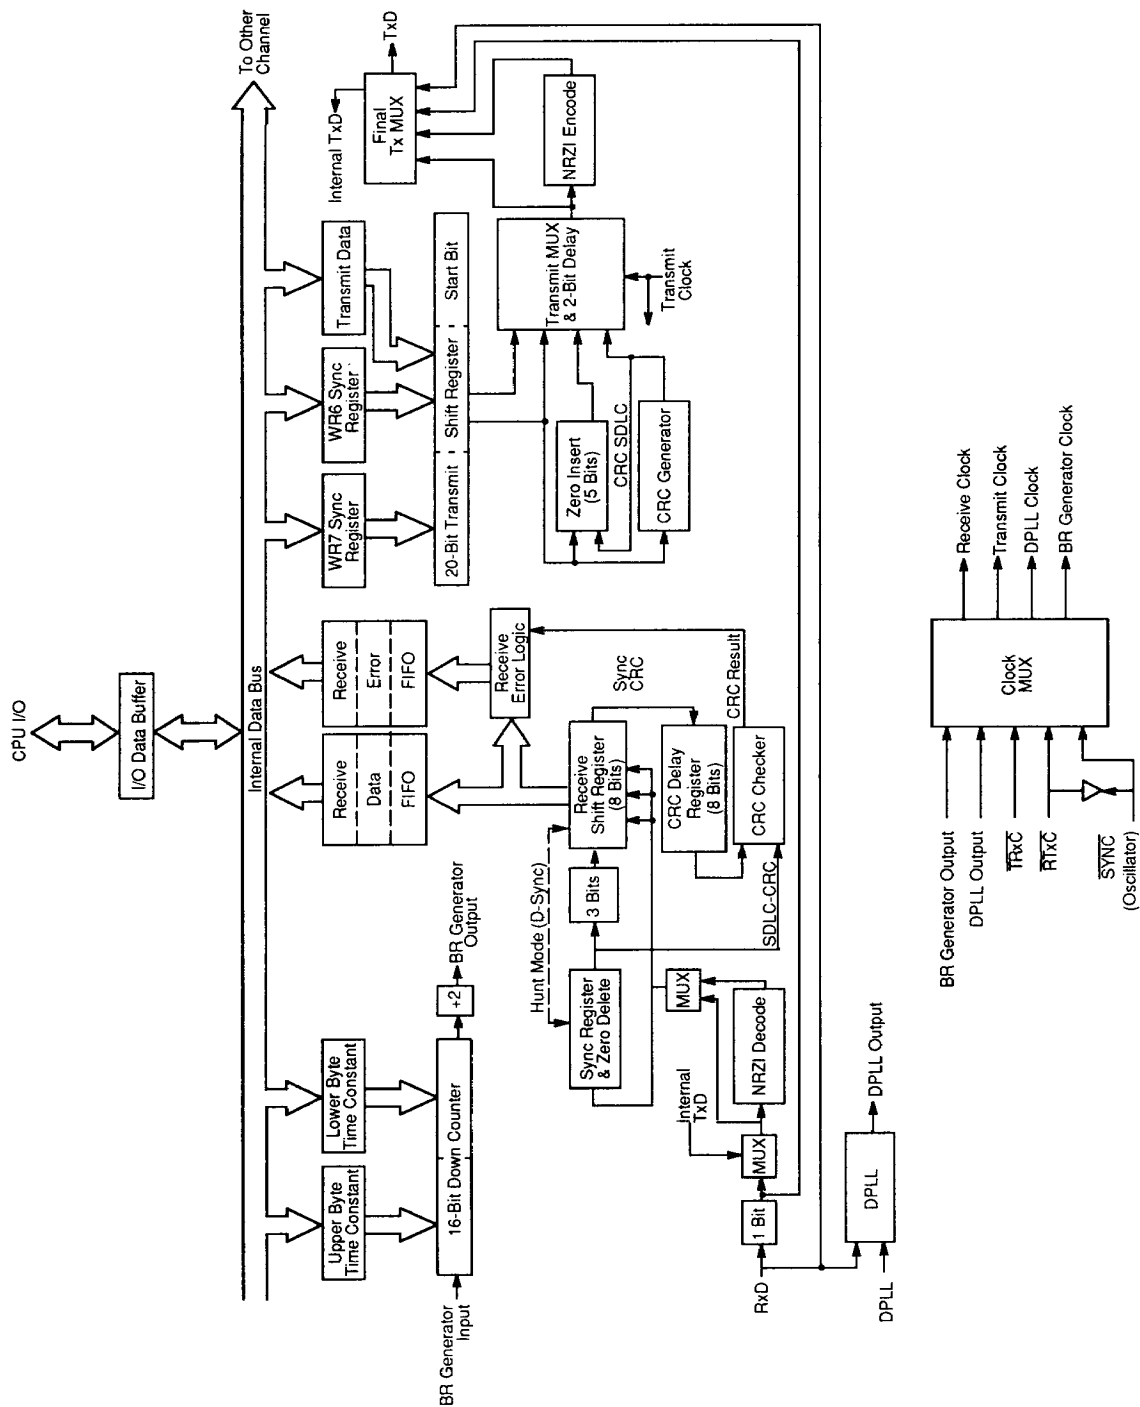 CPU I/O
I/O Data Buffer
Internal Data Bus
To Other
Channel
Upper Byte
Time Constant
Lower Byte
Time Constant
16-Bit Down Counter
BR Generator
Input
+2
BR Generator
Output
Receive
Data
FIFO
Receive
Error
FIFO
Receive
Error Logic
WR7 Sync
Register
WR6 Sync
Register
Transmit Data
20-Bit Transmit
Shift Register
Start Bit
Internal TxD
Final
Tx MUX
TxD
NRZI Encode
Transmit MUX
& 2-Bit Delay
Transmit
Clock
Zero Insert
(5 Bits)
CRC SDLC
CRC Generator
Hunt Mode (D-Sync)
Sync Register
& Zero Delete
3 Bits
Receive
Shift Register
(8 Bits)
Sync
CRC
CRC Delay
Register
(8 Bits)
CRC Result
CRC Checker
SDLC-CRC
MUX
NRZI Decode
Internal
TxD
MUX
1 Bit
RxD
DPLL
DPLL
DPLL Output
BR Generator Output
DPLL Output
TRxC
RTxC
SYNC
(Oscillator)
Clock
MUX
Receive Clock
Transmit Clock
DPLL Clock
BR Generator Clock